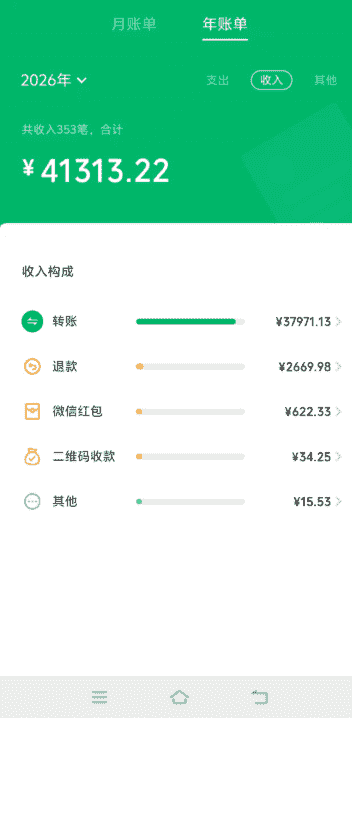 月账单 年账单
2026年 支出 收入 其他
共收入353笔，合计
¥41313.22
收入构成
转账 ¥37971.13
退款 ¥2669.98
微信红包 ¥622.33
二维码收款 ¥34.25
其他 ¥15.53